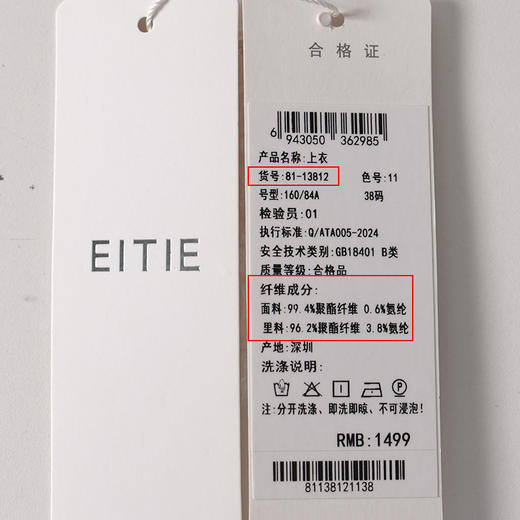 EITIE
合格证
6 943050 362985
产品名称:上衣
货号:81-13812 色号:11
号型:160/84A 38码
检验员:01
执行标准:Q/ATA005-2024
安全技术类别:GB18401 B类
质量等级:合格品
纤维成分:
面料:99.4%聚酯纤维 0.6%氨纶
里料:96.2%聚酯纤维 3.8%氨纶
产地:深圳
洗涤说明:
注:分开洗涤、即洗即晾、不可浸泡!
RMB:1499
81138121138